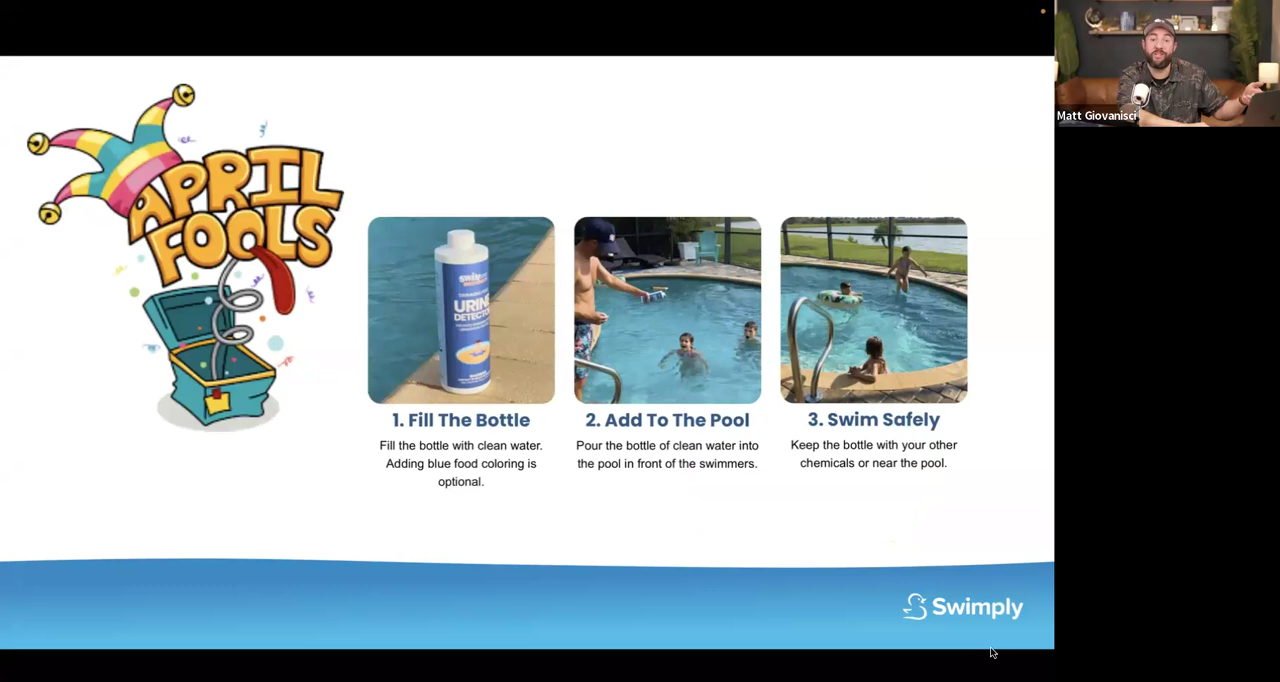 Matt Giovanisci
APRIL
FOOLS
URINE
DETECTOR
1. Fill The Bottle
Fill the bottle with clean water.
Adding blue food coloring is
optional.
2. Add To The Pool
Pour the bottle of clean water into
the pool in front of the swimmers.
3. Swim Safely
Keep the bottle with your other
chemicals or near the pool.
Swimply